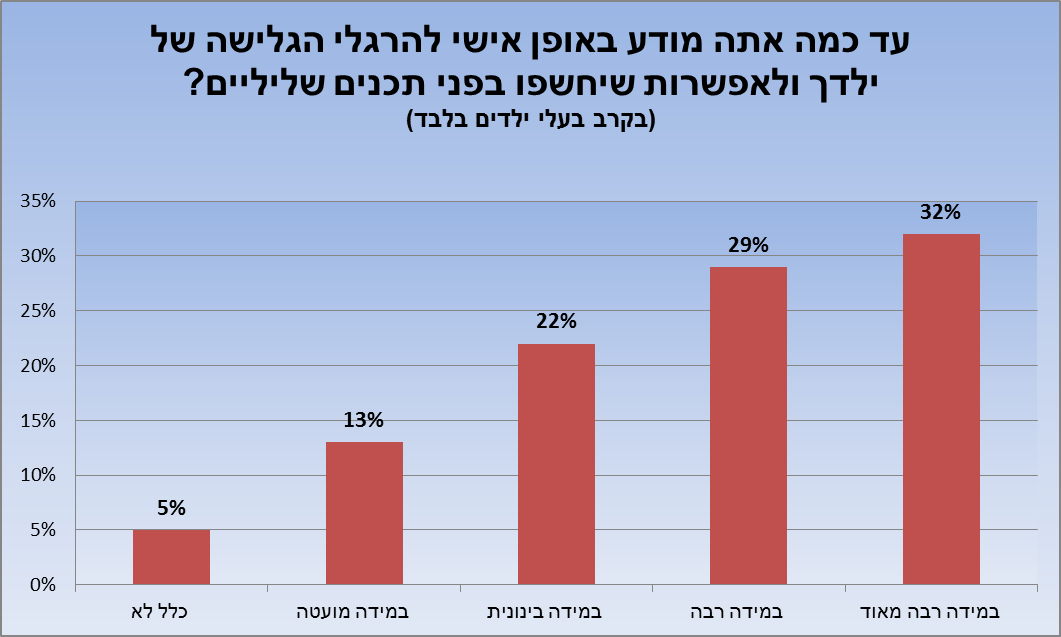 עד כמה אתה מודע באופן אישי להרגלי הגלישה של
ילדך ולאפשרות שיחשפו בפני תכנים שליליים?
(בקרב בעלי ילדים בלבד)
35%
30%
25%
20%
15%
10%
5%
0%
32%
29%
22%
13%
5%
במידה רבה מאוד
במידה רבה
במידה בינונית
במידה מועטה
כלל לא